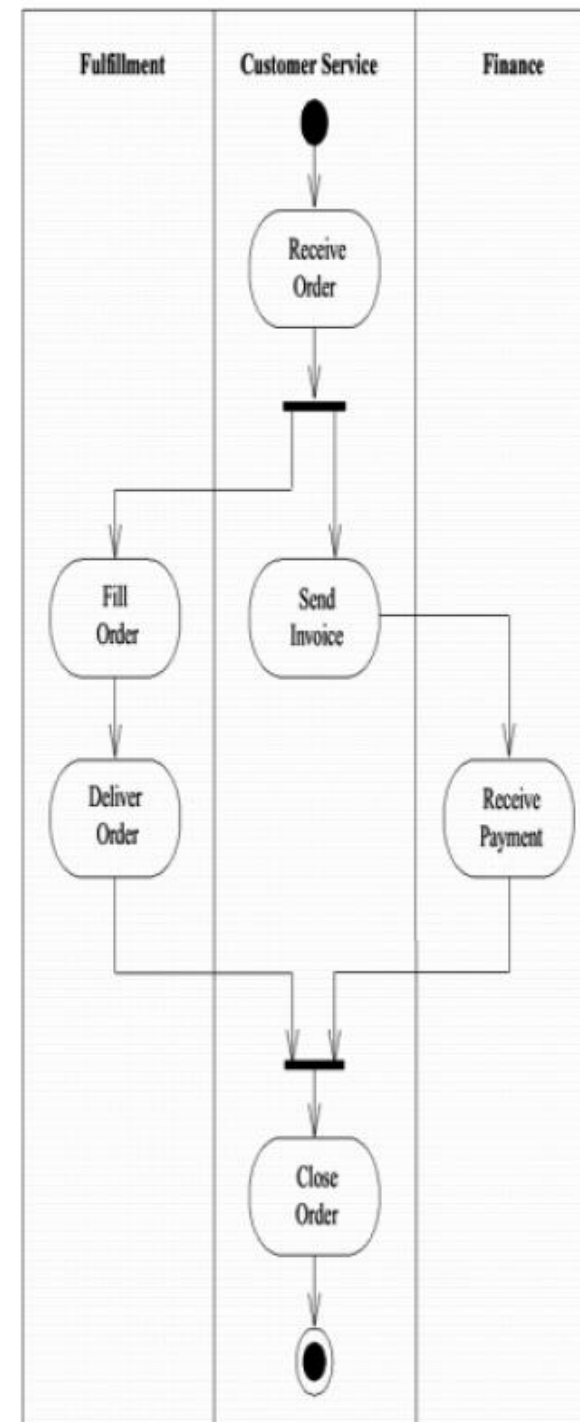 Fulfillment
Customer Service
Finance
Receive
Order
Fill
Order
Send
Invoice
Deliver
Order
Receive
Payment
Close
Order